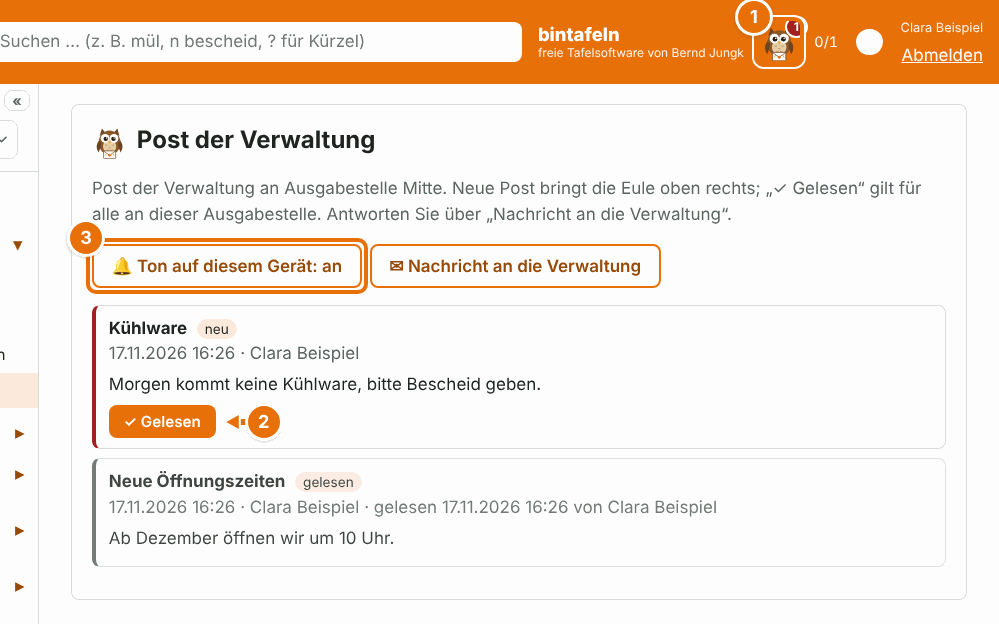 Suchen ... (z. B. mül, n bescheid, ? für Kürzel)
bintafeln
freie Tafelsoftware von Bernd Jungk
1
1
0/1
Clara Beispiel
Abmelden
«
Post der Verwaltung
Post der Verwaltung an Ausgabestelle Mitte. Neue Post bringt die Eule oben rechts; „✓ Gelesen“ gilt für
alle an dieser Ausgabestelle. Antworten Sie über „Nachricht an die Verwaltung“.
3
🔔 Ton auf diesem Gerät: an
✉ Nachricht an die Verwaltung
Kühlware neu
17.11.2026 16:26 · Clara Beispiel
Morgen kommt keine Kühlware, bitte Bescheid geben.
✓ Gelesen
2
Neue Öffnungszeiten gelesen
17.11.2026 16:26 · Clara Beispiel · gelesen 17.11.2026 16:26 von Clara Beispiel
Ab Dezember öffnen wir um 10 Uhr.